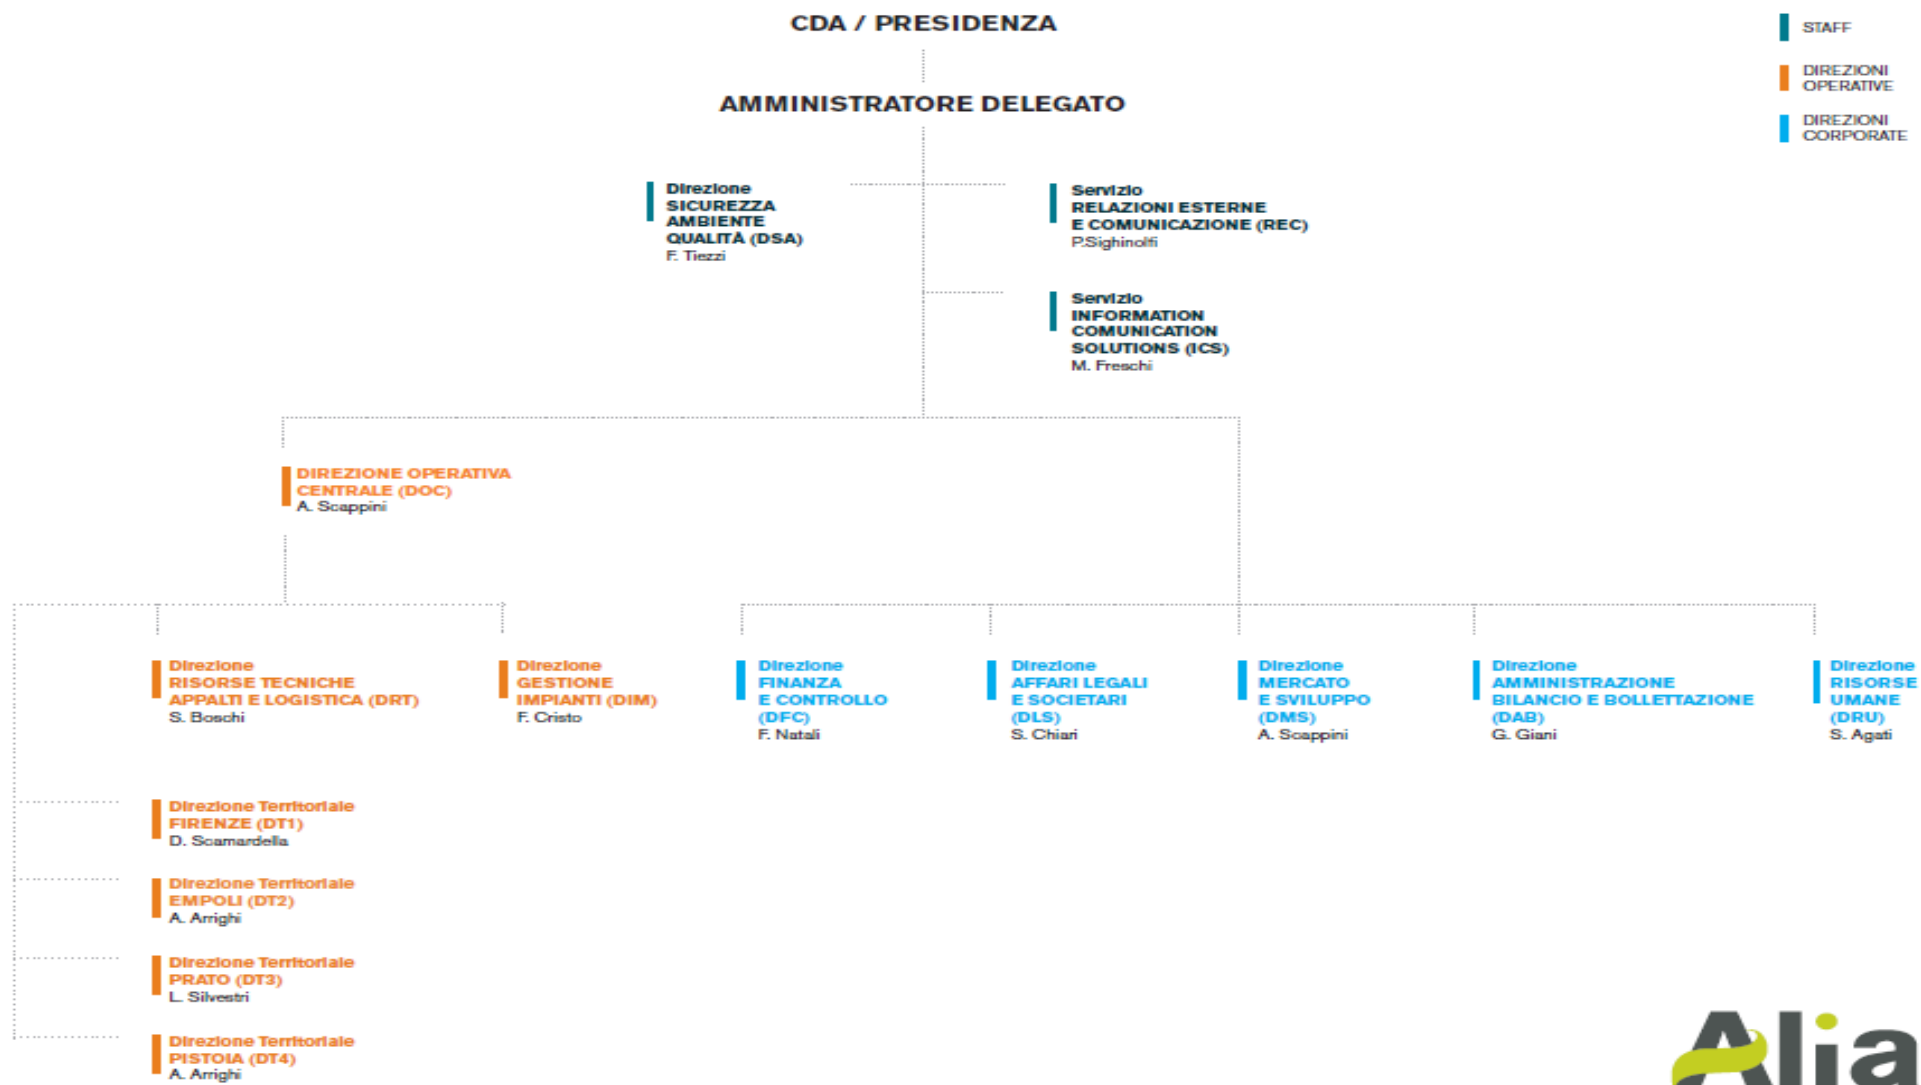 CDA / PRESIDENZA
STAFF
DIREZIONI
OPERATIVE
DIREZIONI
CORPORATE
AMMINISTRATORE DELEGATO
Direzione
SICUREZZA
AMBIENTE
QUALITÀ (DSA)
F. Tiezzi
Servizio
RELAZIONI ESTERNE
E COMUNICAZIONE (REC)
P.Sighinolfi
Servizio
INFORMATION
COMUNICATION
SOLUTIONS (ICS)
M. Freschi
DIREZIONE OPERATIVA
CENTRALE (DOC)
A. Scappini
Direzione
RISORSE TECNICHE
APPALTI E LOGISTICA (DRT)
S. Boschi
Direzione
GESTIONE
IMPIANTI (DIM)
F. Cristo
Direzione
FINANZA
E CONTROLLO
(DFC)
F. Natali
Direzione
AFFARI LEGALI
E SOCIETARI
(DLS)
S. Chiari
Direzione
MERCATO
E SVILUPPO
(DMS)
A. Scappini
Direzione
AMMINISTRAZIONE
BILANCIO E BOLLETTAZIONE
(DAB)
G. Giani
Direzione
RISORSE
UMANE
(DRU)
S. Agati
Direzione Territoriale
FIRENZE (DT1)
D. Scamardella
Direzione Territoriale
EMPOLI (DT2)
A. Arrighi
Direzione Territoriale
PRATO (DT3)
L. Silvestri
Direzione Territoriale
PISTOIA (DT4)
A. Arrighi
Alia